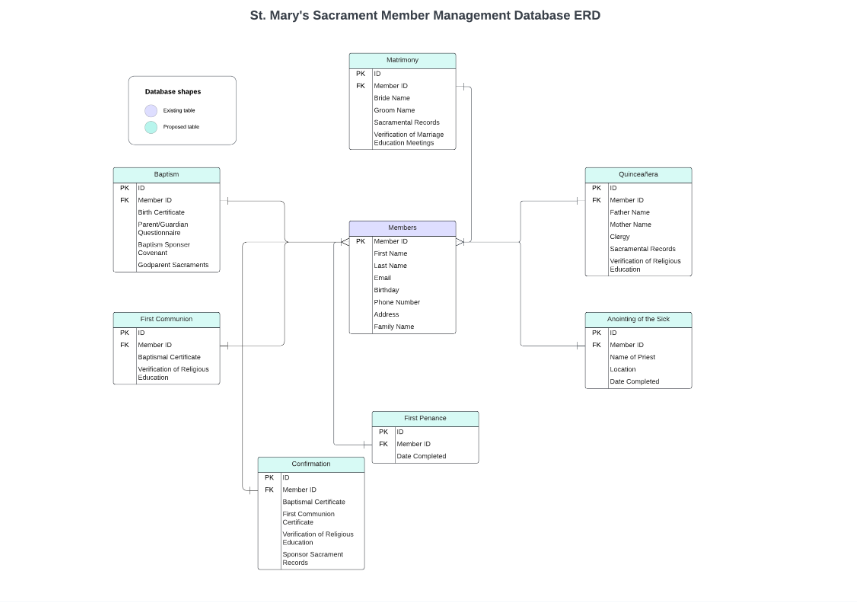 St. Mary's Sacrament Member Management Database ERD
Database shapes
Existing table
Proposed table
Matrimony
PK ID
FK Member ID
Bride Name
Groom Name
Sacramental Records
Verification of Marriage
Education Meetings
Baptism
PK ID
FK Member ID
Birth Certificate
Parent/Guardian
Questionnaire
Baptism Sponsor
Covenant
Godparent Sacraments
Members
PK Member ID
First Name
Last Name
Email
Birthday
Phone Number
Address
Family Name
Quinceañera
PK ID
FK Member ID
Father Name
Mother Name
Clergy
Sacramental Records
Verification of Religious
Education
First Communion
PK ID
FK Member ID
Baptismal Certificate
Verification of Religious
Education
Anointing of the Sick
PK ID
FK Member ID
Name of Priest
Location
Date Completed
First Penance
PK ID
FK Member ID
Date Completed
Confirmation
PK ID
FK Member ID
Baptismal Certificate
First Communion
Certificate
Verification of Religious
Education
Sponsor Sacrament
Records